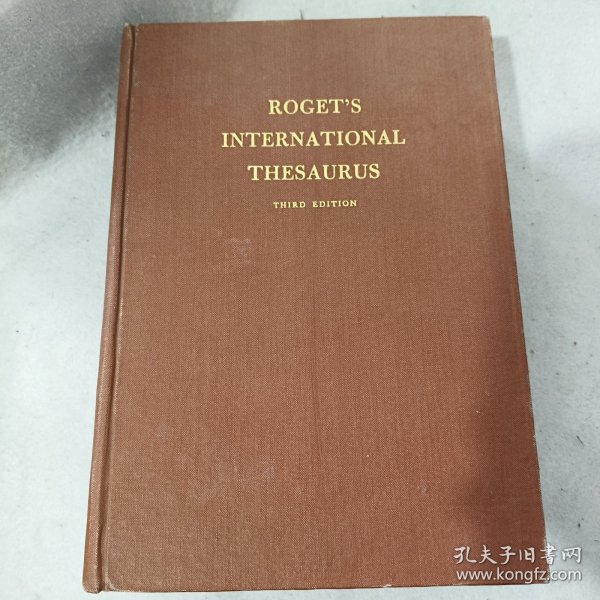 ROGET'S
INTERNATIONAL
THESAURUS
THIRD EDITION
孔夫子旧书网
www.kongfz.com